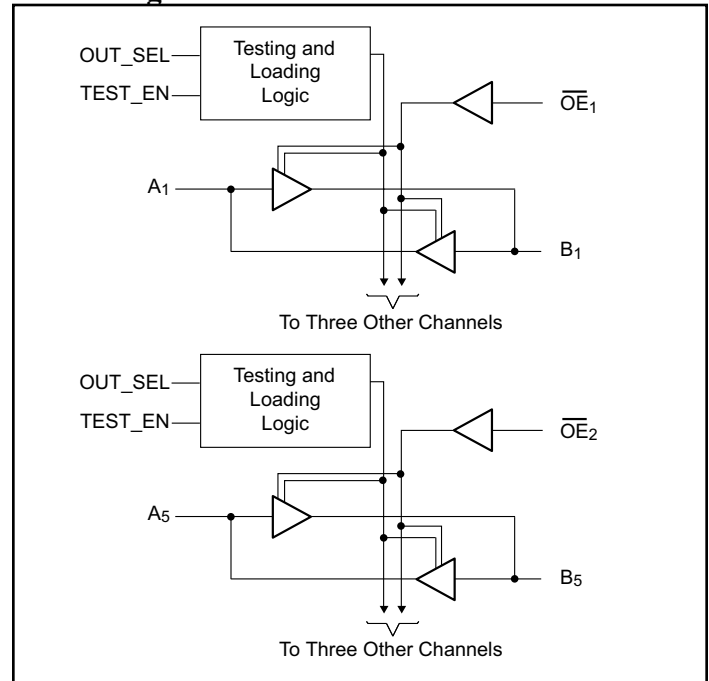 OUT_SEL
TEST_EN
Testing and
Loading
Logic
OE1
A1
B1
To Three Other Channels
OUT_SEL
TEST_EN
Testing and
Loading
Logic
OE2
A5
B5
To Three Other Channels